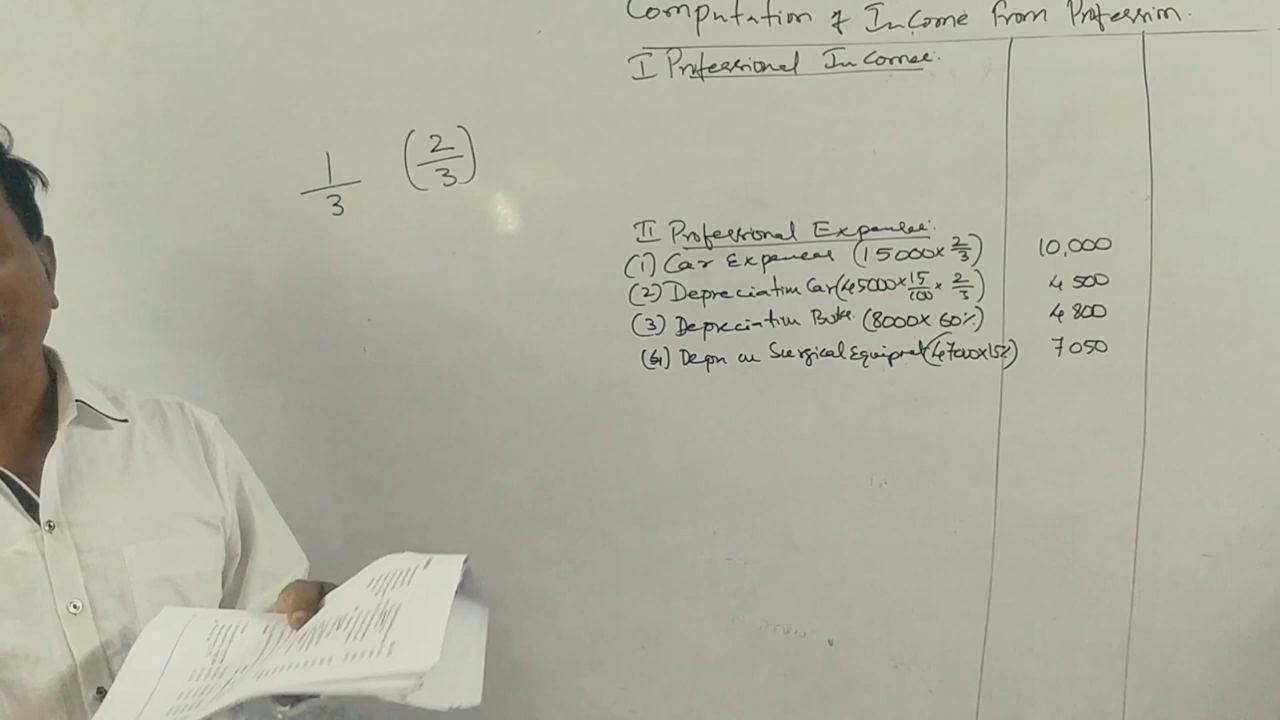 Computation of Income from Profession.
I Professional Incomes:
1/3 (2/3)
II Professional Expenses:
(1) Car Expenses (15000 × 2/3) 10,000
(2) Depreciation Car (45000 × 15/100 × 2/3) 4500
(3) Depreciation Books (8000 × 60%) 4800
(4) Depn on Surgical Equipment (47000 × 15%) 7050